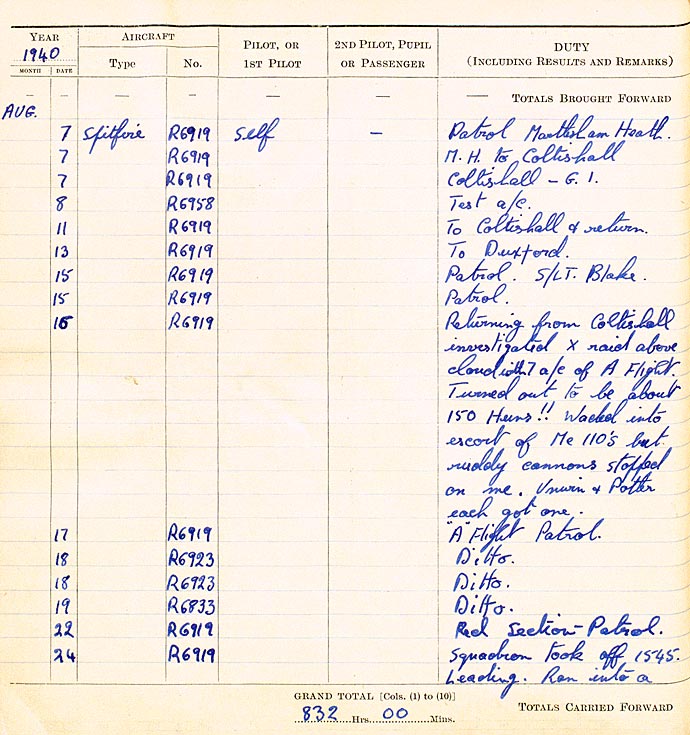 YEAR AIRCRAFT PILOT, OR 2ND PILOT, PUPIL DUTY
1940 Type No. 1ST PILOT OR PASSENGER (INCLUDING RESULTS AND REMARKS)
MONTH DATE
— — — — — — — TOTALS BROUGHT FORWARD
AUG.
7 Spitfire R6919 Self – Patrol Martlesham Heath.
7 R6919 M.H. to Coltishall
7 R6919 Coltishall – G.1.
8 R6958 Test a/c.
11 R6919 To Coltishall & return.
13 R6919 To Duxford.
15 R6919 Patrol. S/LT. Blake.
15 R6919 Patrol.
16 R6919 Returning from Coltishall
investigated X raid above
cloud with 7 a/c of A Flight.
Turned out to be about
150 Huns!! Wacked into
escort of Me 110's but
ruddy cannons stopped
on me. Unwin & Potter
each got one.
17 R6919 "A" Flight Patrol.
18 R6923 Ditto.
18 R6923 Ditto.
19 R6833 Ditto.
22 R6919 Red Section Patrol.
24 R6919 Squadron took off 1545.
Leading. Ran into a
GRAND TOTAL [Cols. (1) to (10)]
832 Hrs. 00 Mins. TOTALS CARRIED FORWARD